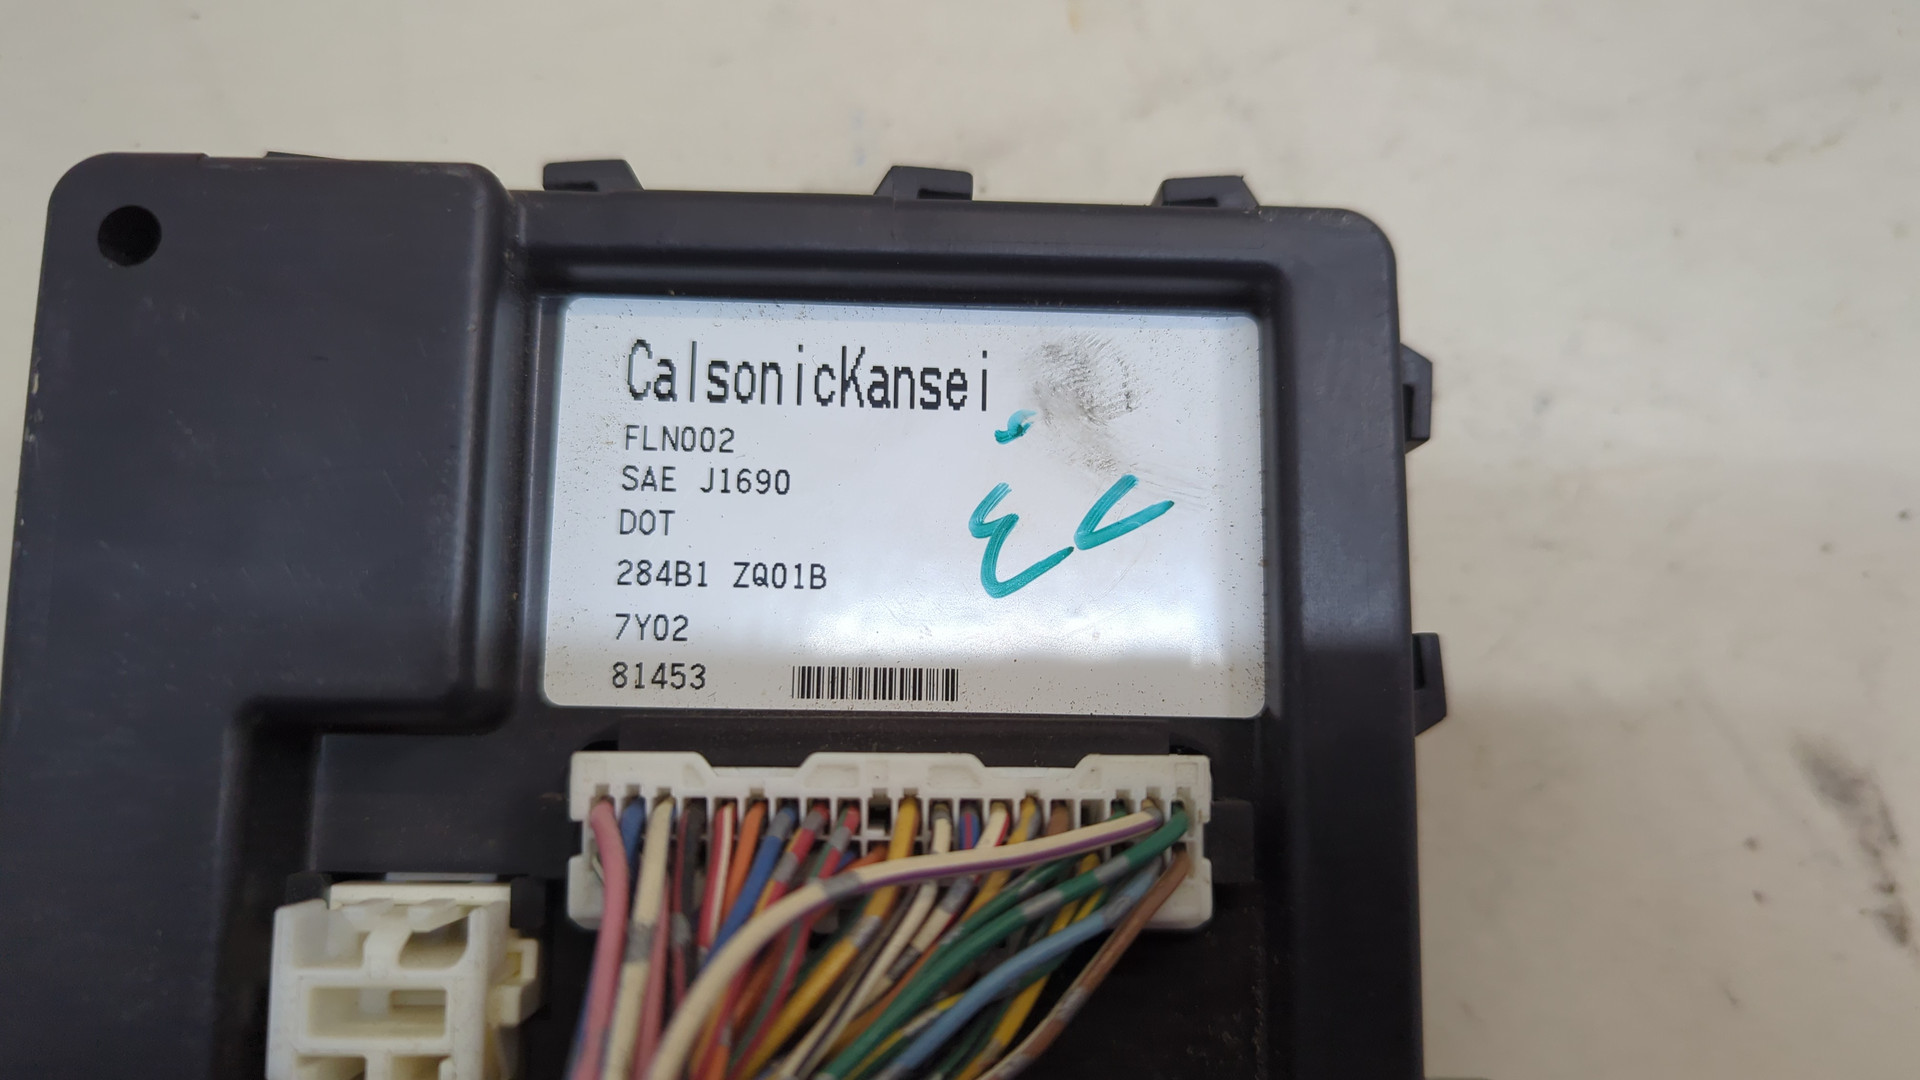 CalsonicKansei
FLN002
SAE J1690
DOT
284B1 ZQ01B
7Y02
81453